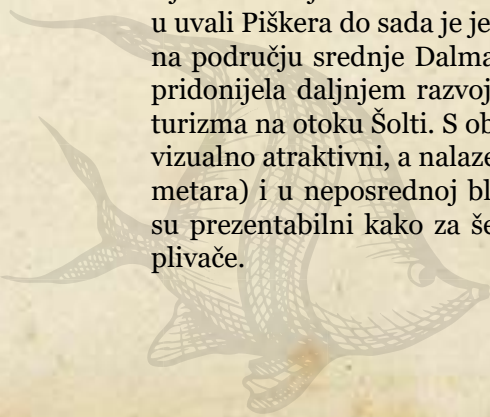 u uvali Piškera do sada je je
na području srednje Dalma
pridonijela daljnjem razvoj
turizma na otoku Šolti. S ob
vizualno atraktivni, a nalaze
metara) i u neposrednoj bl
su prezentabilni kako za še
plivače.